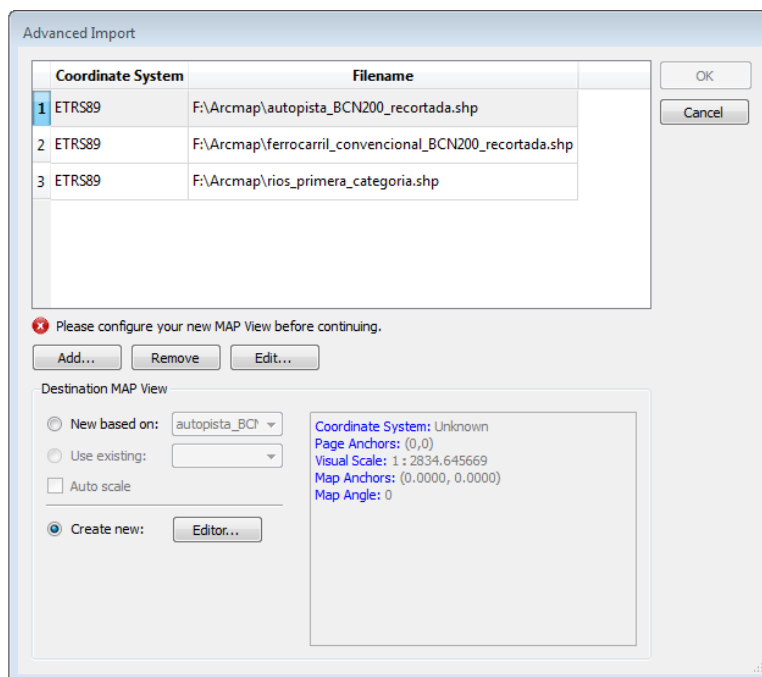 Advanced Import
Coordinate System Filename
1 ETRS89 F:\Arcmap\autopista_BCN200_recortada.shp
2 ETRS89 F:\Arcmap\ferrocarril_convencional_BCN200_recortada.shp
3 ETRS89 F:\Arcmap\rios_primera_categoria.shp
OK
Cancel
Please configure your new MAP View before continuing.
Add... Remove Edit...
Destination MAP View
New based on: autopista_BCN
Use existing:
Auto scale
Create new: Editor...
Coordinate System: Unknown
Page Anchors: (0,0)
Visual Scale: 1 : 2834.645669
Map Anchors: (0.0000, 0.0000)
Map Angle: 0